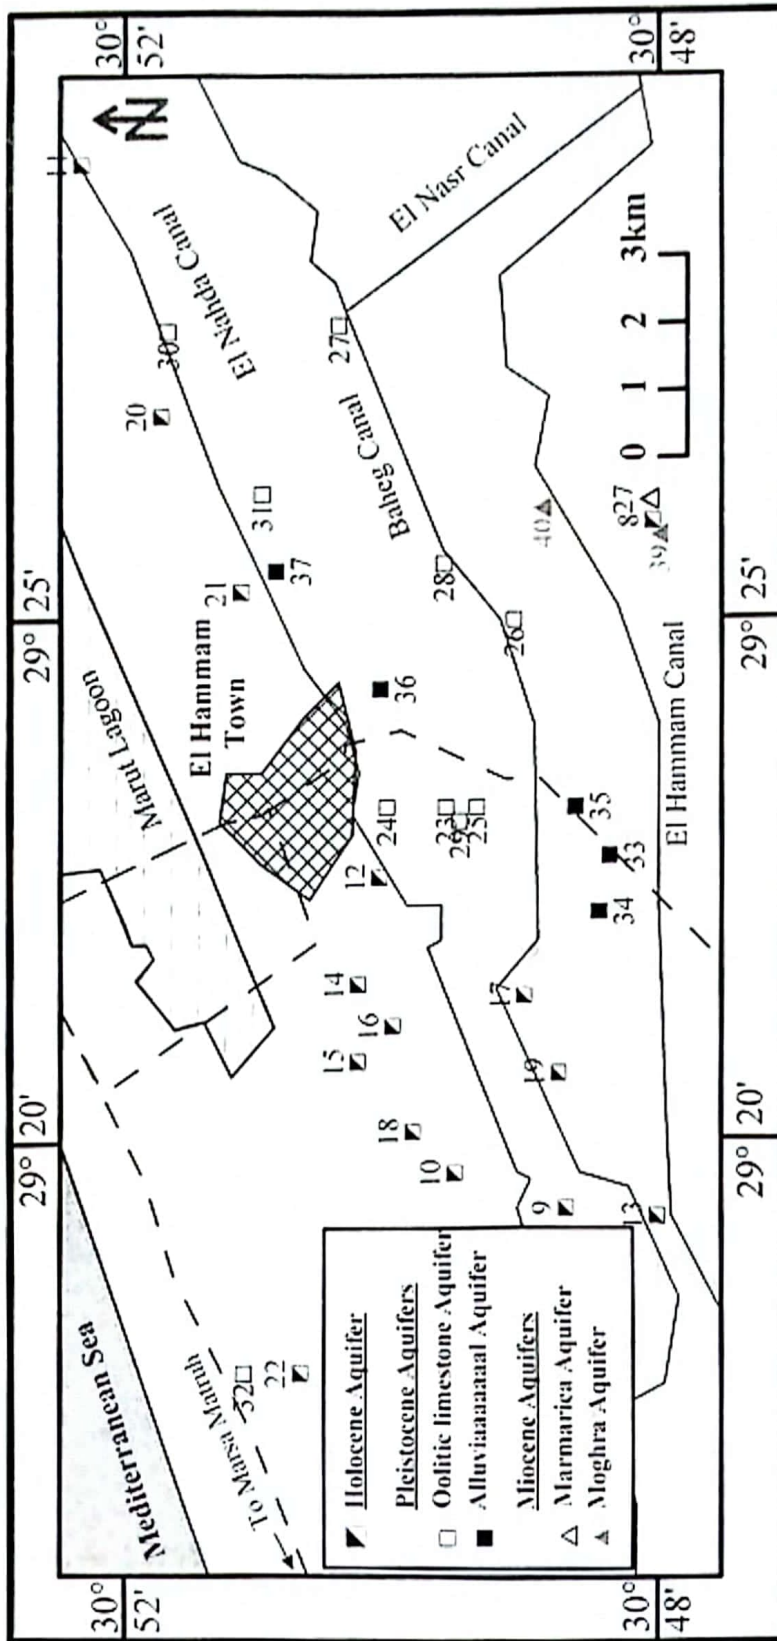 29° 20'
29° 25'
30° 52'
30° 52'
Mediterranean Sea
Marut Lagoon
To Marsa Matruh
El Hammam
Town
El Nahda Canal
Baheg Canal
El Nasr Canal
El Hammam Canal
N
11
20
30
31
21
37
27
36
28
26
40
24
23
29
25
12
14
16
15
18
10
17
19
9
13
35
33
34
32
22
827
39
Holocene Aquifer
Pleistocene Aquifers
Oolitic limestone Aquifer
Alluviaaaaaaal Aquifer
Miocene Aquifers
Marmarica Aquifer
Moghra Aquifer
0 1 2 3km
30° 48'
30° 48'
29° 20'
29° 25'